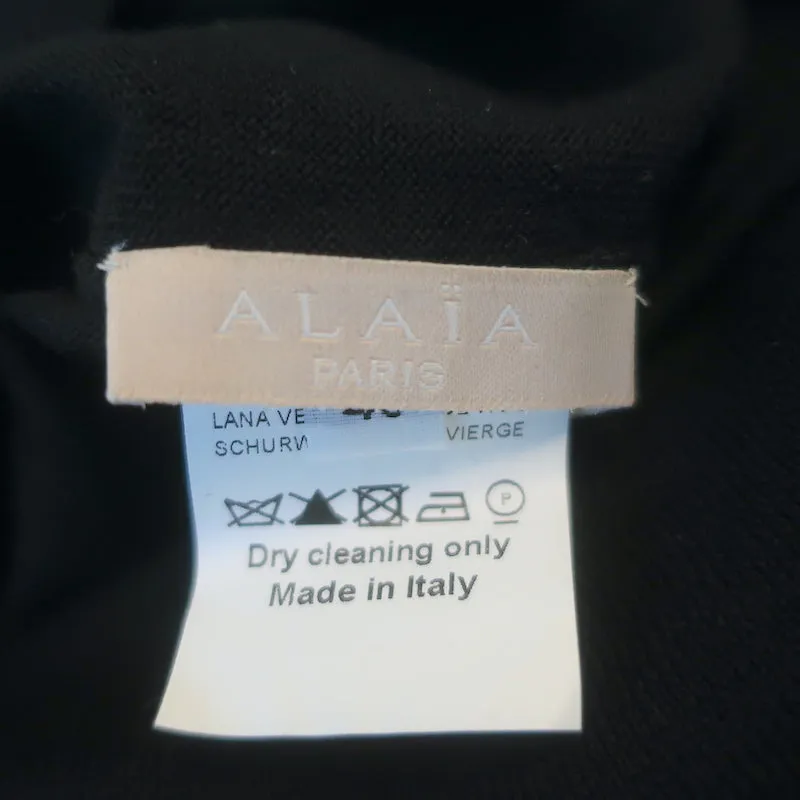 ALAÏA
PARIS
LANA VE
VIERGE
SCHURW
P
Dry cleaning only
Made in Italy